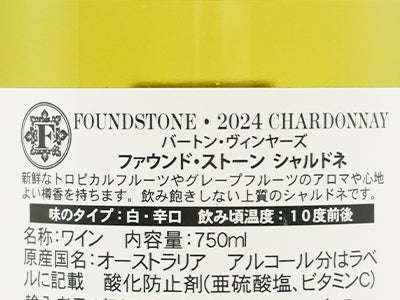 F
FOUNDSTONE・2024 CHARDONNAY
バートン・ヴィンヤーズ
ファウンド・ストーン シャルドネ
新鮮なトロピカルフルーツやグレープフルーツのアロマや心地
よい樽香を持ちます。飲み飽きしない上質のシャルドネです。
味のタイプ：白・辛口 飲み頃温度：10度前後
名称：ワイン 内容量：750ml
原産国名：オーストラリア アルコール分はラベ
ルに記載 酸化防止剤（亜硫酸塩、ビタミンC）